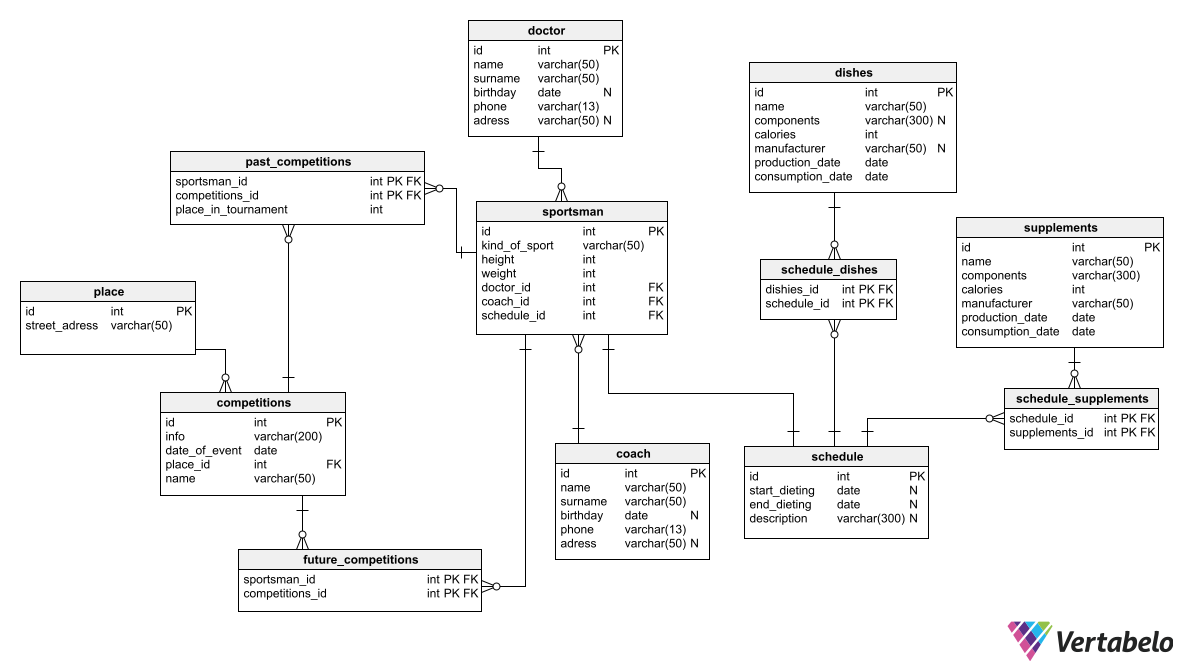 doctor
id int PK
name varchar(50)
surname varchar(50)
birthday date N
phone varchar(13)
adress varchar(50) N
dishes
id int PK
name varchar(50)
components varchar(300) N
calories int
manufacturer varchar(50) N
production_date date
consumption_date date
past_competitions
sportsman_id int PK FK
competitions_id int PK FK
place_in_tournament int
sportsman
id int PK
kind_of_sport varchar(50)
height int
weight int
doctor_id int FK
coach_id int FK
schedule_id int FK
supplements
id int PK
name varchar(50)
components varchar(300)
calories int
manufacturer varchar(50)
production_date date
consumption_date date
schedule_dishes
dishies_id int PK FK
schedule_id int PK FK
place
id int PK
street_adress varchar(50)
competitions
id int PK
info varchar(200)
date_of_event date
place_id int FK
name varchar(50)
schedule_supplements
schedule_id int PK FK
supplements_id int PK FK
coach
id int PK
name varchar(50)
surname varchar(50)
birthday date N
phone varchar(13)
adress varchar(50) N
schedule
id int PK
start_dieting date N
end_dieting date N
description varchar(300) N
future_competitions
sportsman_id int PK FK
competitions_id int PK FK
Vertabelo